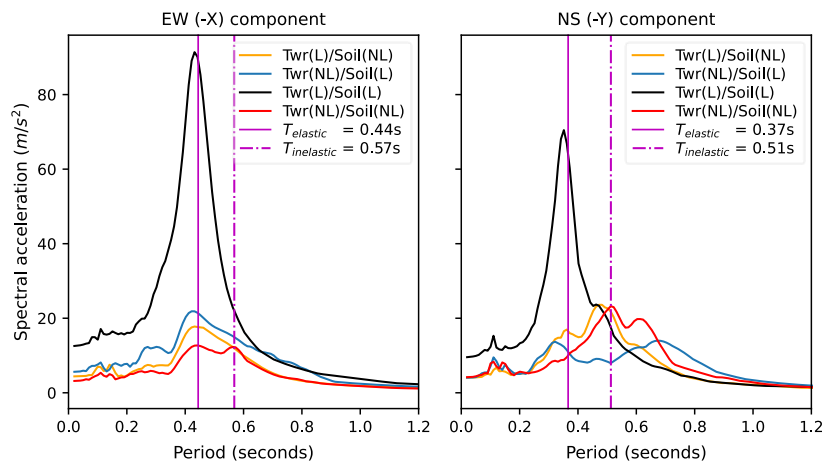 EW (-X) component
NS (-Y) component
Spectral acceleration (m/s²)
80
60
40
20
0
Twr(L)/Soil(NL)
Twr(NL)/Soil(L)
Twr(L)/Soil(L)
Twr(NL)/Soil(NL)
T_elastic = 0.44s
T_inelastic = 0.57s
0.0 0.2 0.4 0.6 0.8 1.0 1.2
Period (seconds)
Twr(L)/Soil(NL)
Twr(NL)/Soil(L)
Twr(L)/Soil(L)
Twr(NL)/Soil(NL)
T_elastic = 0.37s
T_inelastic = 0.51s
0.0 0.2 0.4 0.6 0.8 1.0 1.2
Period (seconds)